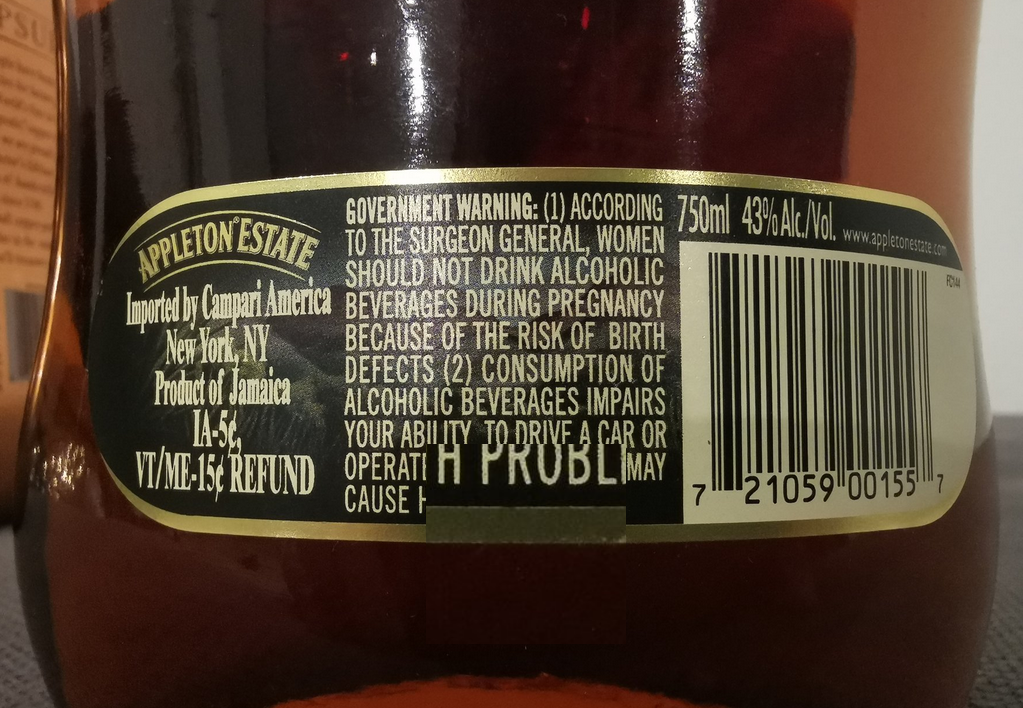 APPLETON® ESTATE
Imported by Campari America
New York, NY
Product of Jamaica
IA-5¢,
VT/ME-15¢ REFUND
GOVERNMENT WARNING: (1) ACCORDING
TO THE SURGEON GENERAL, WOMEN
SHOULD NOT DRINK ALCOHOLIC
BEVERAGES DURING PREGNANCY
BECAUSE OF THE RISK OF BIRTH
DEFECTS (2) CONSUMPTION OF
ALCOHOLIC BEVERAGES IMPAIRS
YOUR ABILITY TO DRIVE A CAR OR
OPERATI H PROBL MAY
CAUSE H
750ml 43% Alc./Vol. www.appletonestate.com
FC144
7 21059 00155 7